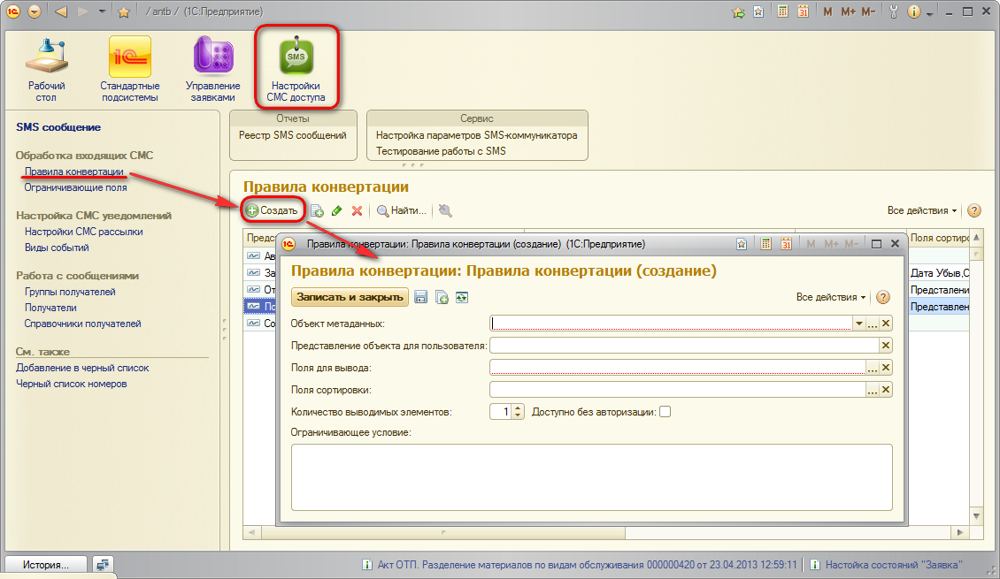 / antb / (1С:Предприятие)
31
M M+ M-
Рабочий
стол
Стандартные
подсистемы
Управление
заявками
SMS
Настройки
СМС доступа
SMS сообщение
Обработка входящих СМС
Правила конвертации
Ограничивающие поля
Настройка СМС уведомлений
Настройки СМС рассылки
Виды событий
Работа с сообщениями
Группы получателей
Получатели
Справочники получателей
См. также
Добавление в черный список
Черный список номеров
Отчеты
Реестр SMS сообщений
Сервис
Настройка параметров SMS-коммуникатора
Тестирование работы с SMS
Правила конвертации
Создать
Найти...
Все действия
Предс
Поля сортиро
Ав
За
Дата Убыв,С
От
Предсталени
По
Представлен
Со
Правила конвертации: Правила конвертации (создание) (1С:Предприятие)
31
M M+ M-
Правила конвертации: Правила конвертации (создание)
Записать и закрыть
Все действия
Объект метаданных:
Представление объекта для пользователя:
Поля для вывода:
Поля сортировки:
Количество выводимых элементов: 1 Доступно без авторизации:
Ограничивающее условие:
История...
Акт ОТП. Разделение материалов по видам обслуживания 000000420 от 23.04.2013 12:59:11
Настойка состояний "Заявка"